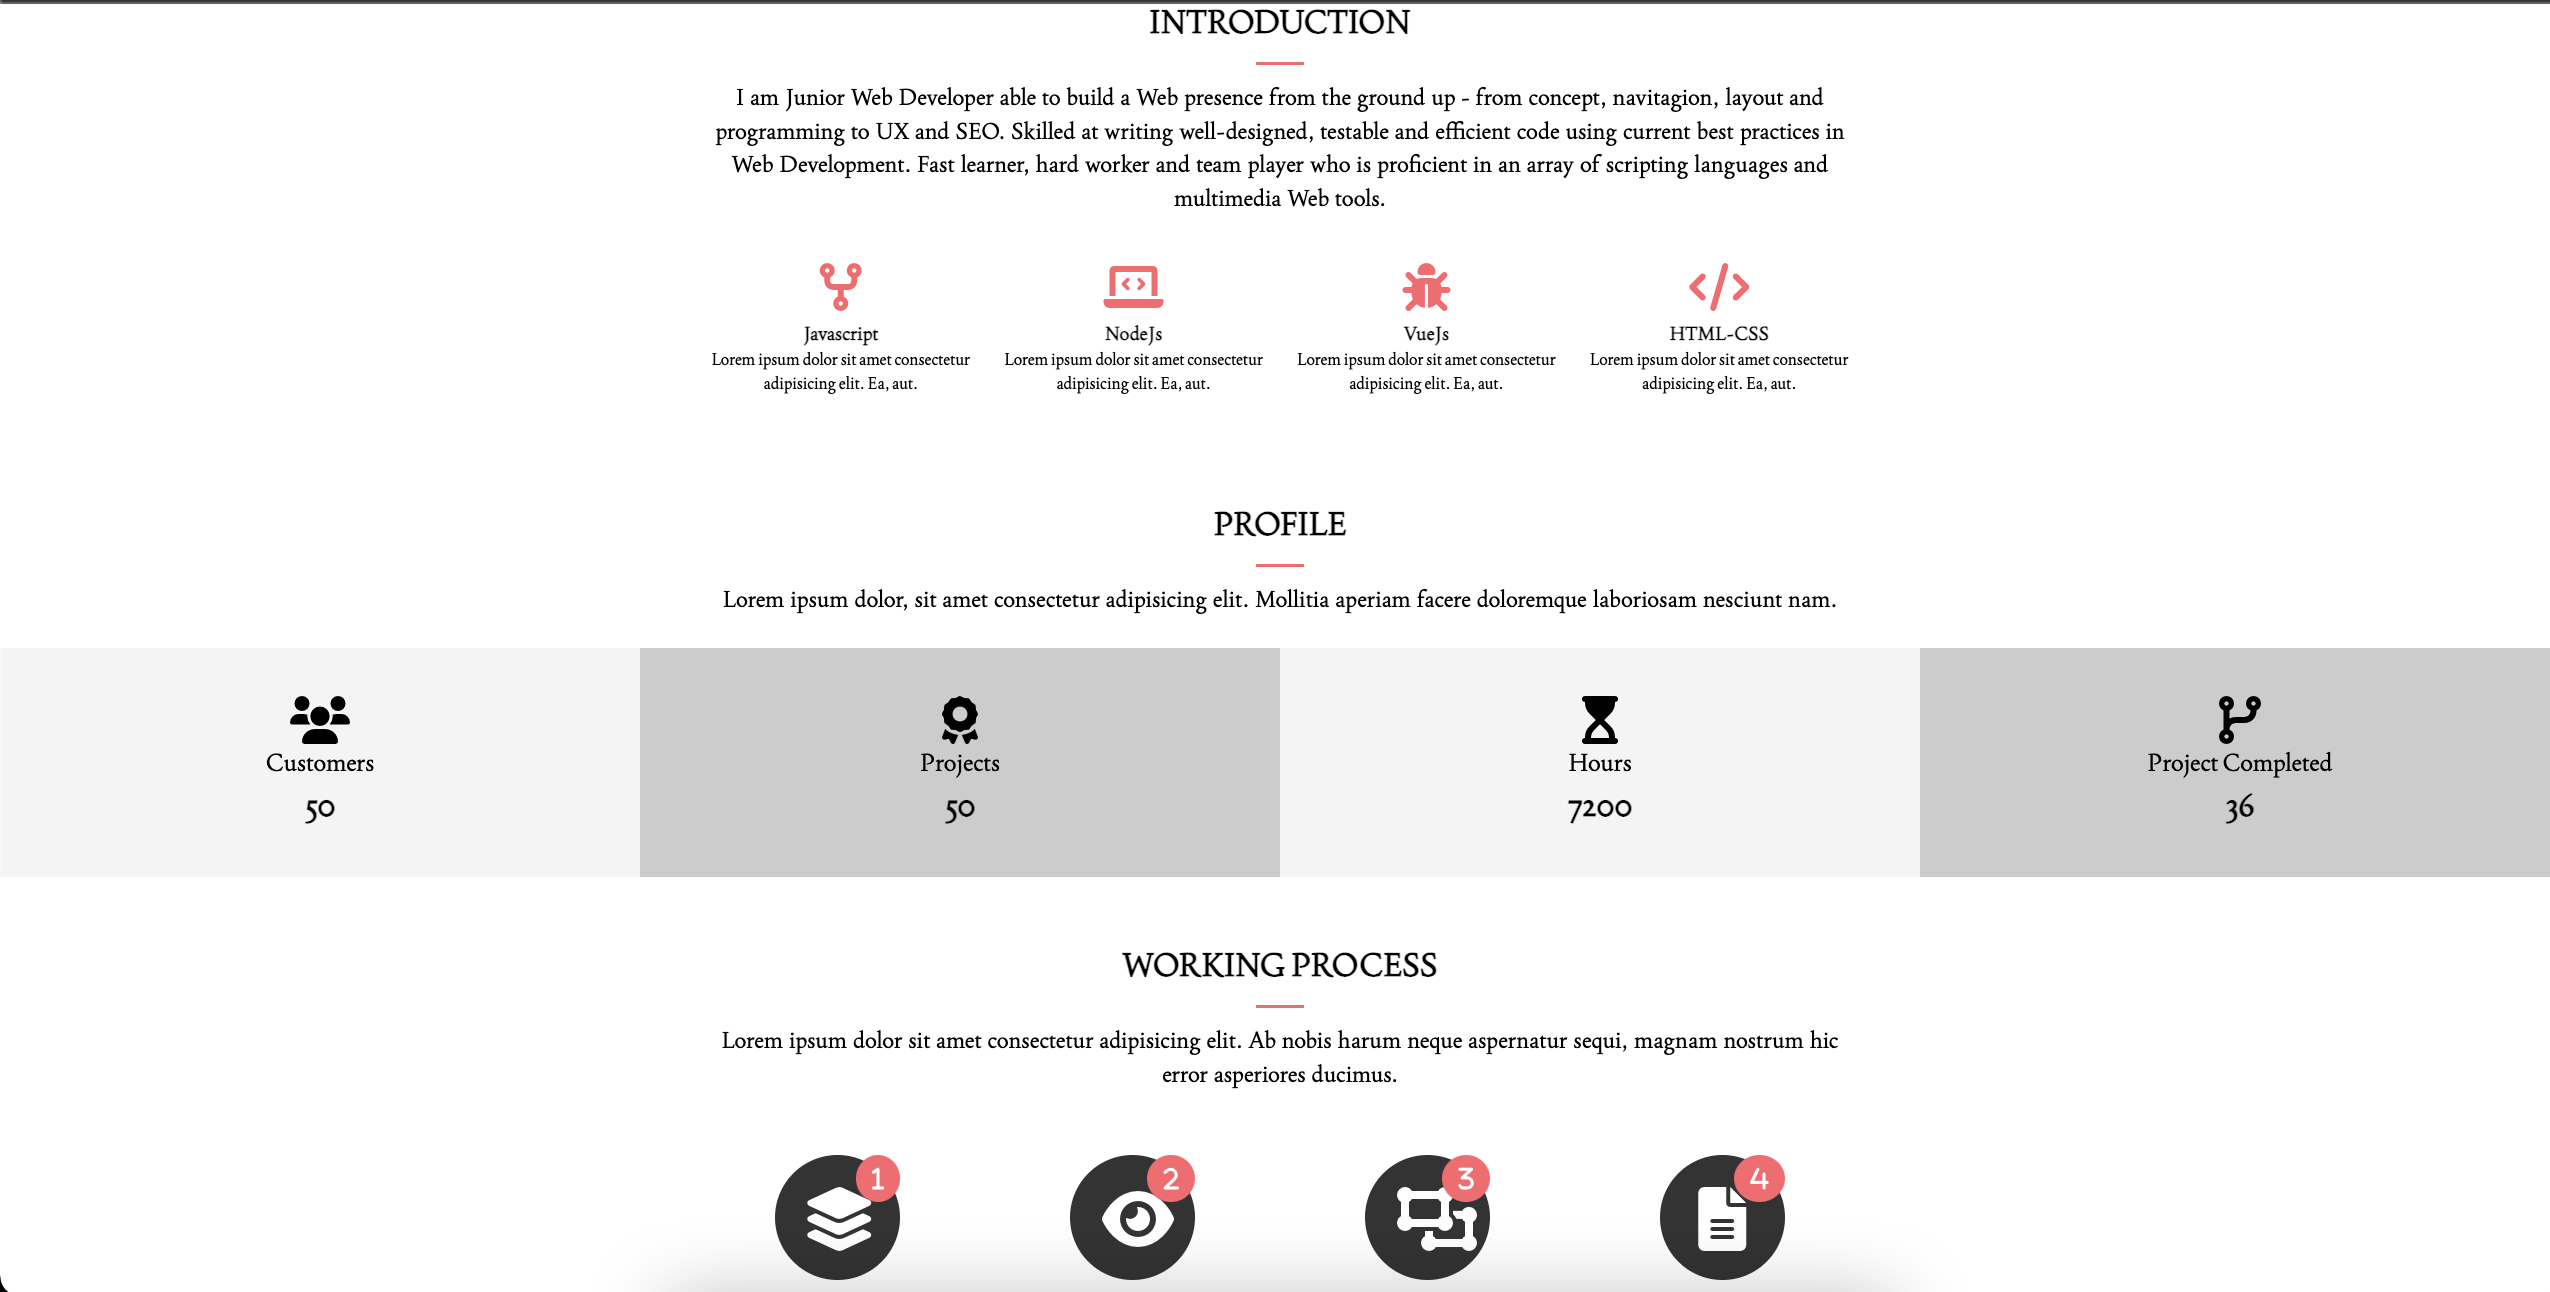 INTRODUCTION
I am Junior Web Developer able to build a Web presence from the ground up - from concept, navitagion, layout and
programming to UX and SEO. Skilled at writing well-designed, testable and efficient code using current best practices in
Web Development. Fast learner, hard worker and team player who is proficient in an array of scripting languages and
multimedia Web tools.
Javascript
Lorem ipsum dolor sit amet consectetur
adipisicing elit. Ea, aut.
NodeJs
Lorem ipsum dolor sit amet consectetur
adipisicing elit. Ea, aut.
VueJs
Lorem ipsum dolor sit amet consectetur
adipisicing elit. Ea, aut.
HTML-CSS
Lorem ipsum dolor sit amet consectetur
adipisicing elit. Ea, aut.
PROFILE
Lorem ipsum dolor, sit amet consectetur adipisicing elit. Mollitia aperiam facere doloremque laboriosam nesciunt nam.
Customers
50
Projects
50
Hours
7200
Project Completed
36
WORKING PROCESS
Lorem ipsum dolor sit amet consectetur adipisicing elit. Ab nobis harum neque aspernatur sequi, magnam nostrum hic
error asperiores ducimus.
1
2
3
4